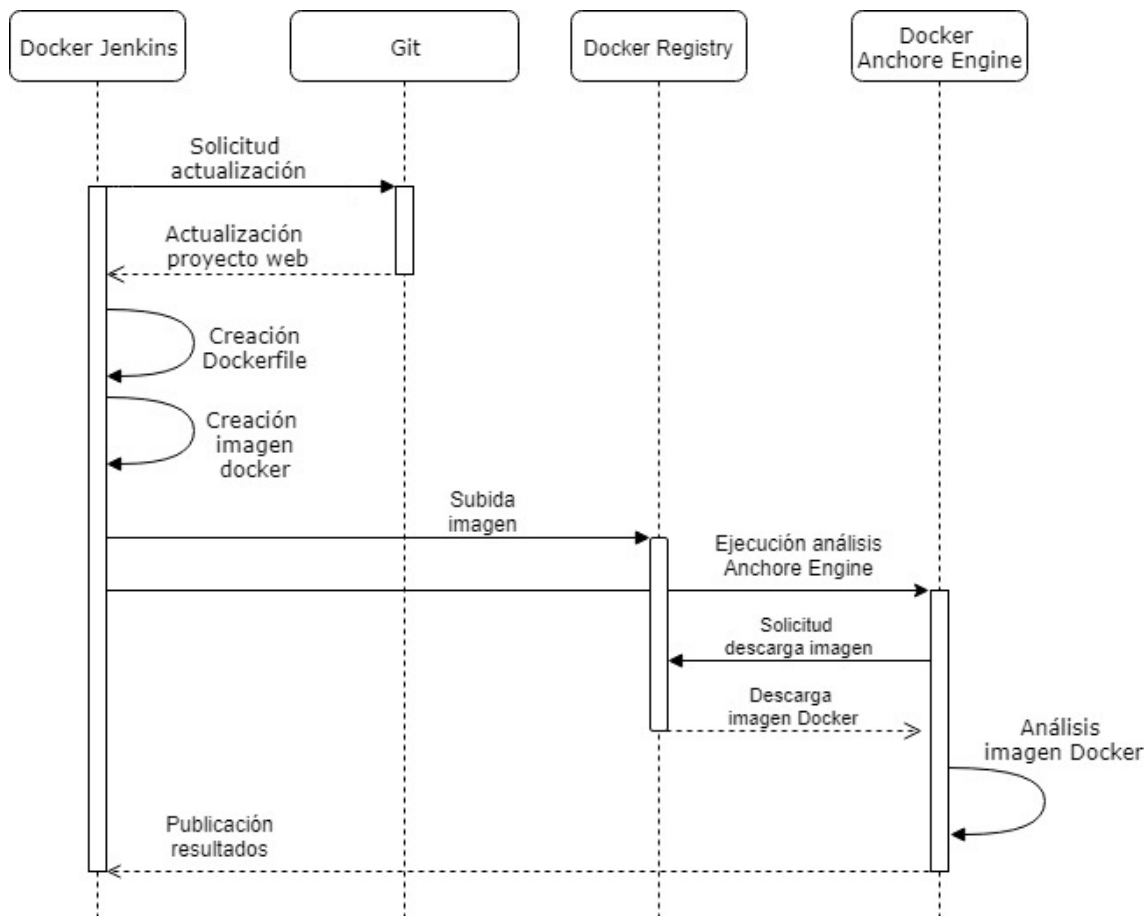 Docker Jenkins
Git
Docker Registry
Docker
Anchore Engine
Solicitud
actualización
Actualización
proyecto web
Creación
Dockerfile
Creación
imagen
docker
Subida
imagen
Ejecución análisis
Anchore Engine
Solicitud
descarga imagen
Descarga
imagen Docker
Análisis
imagen Docker
Publicación
resultados